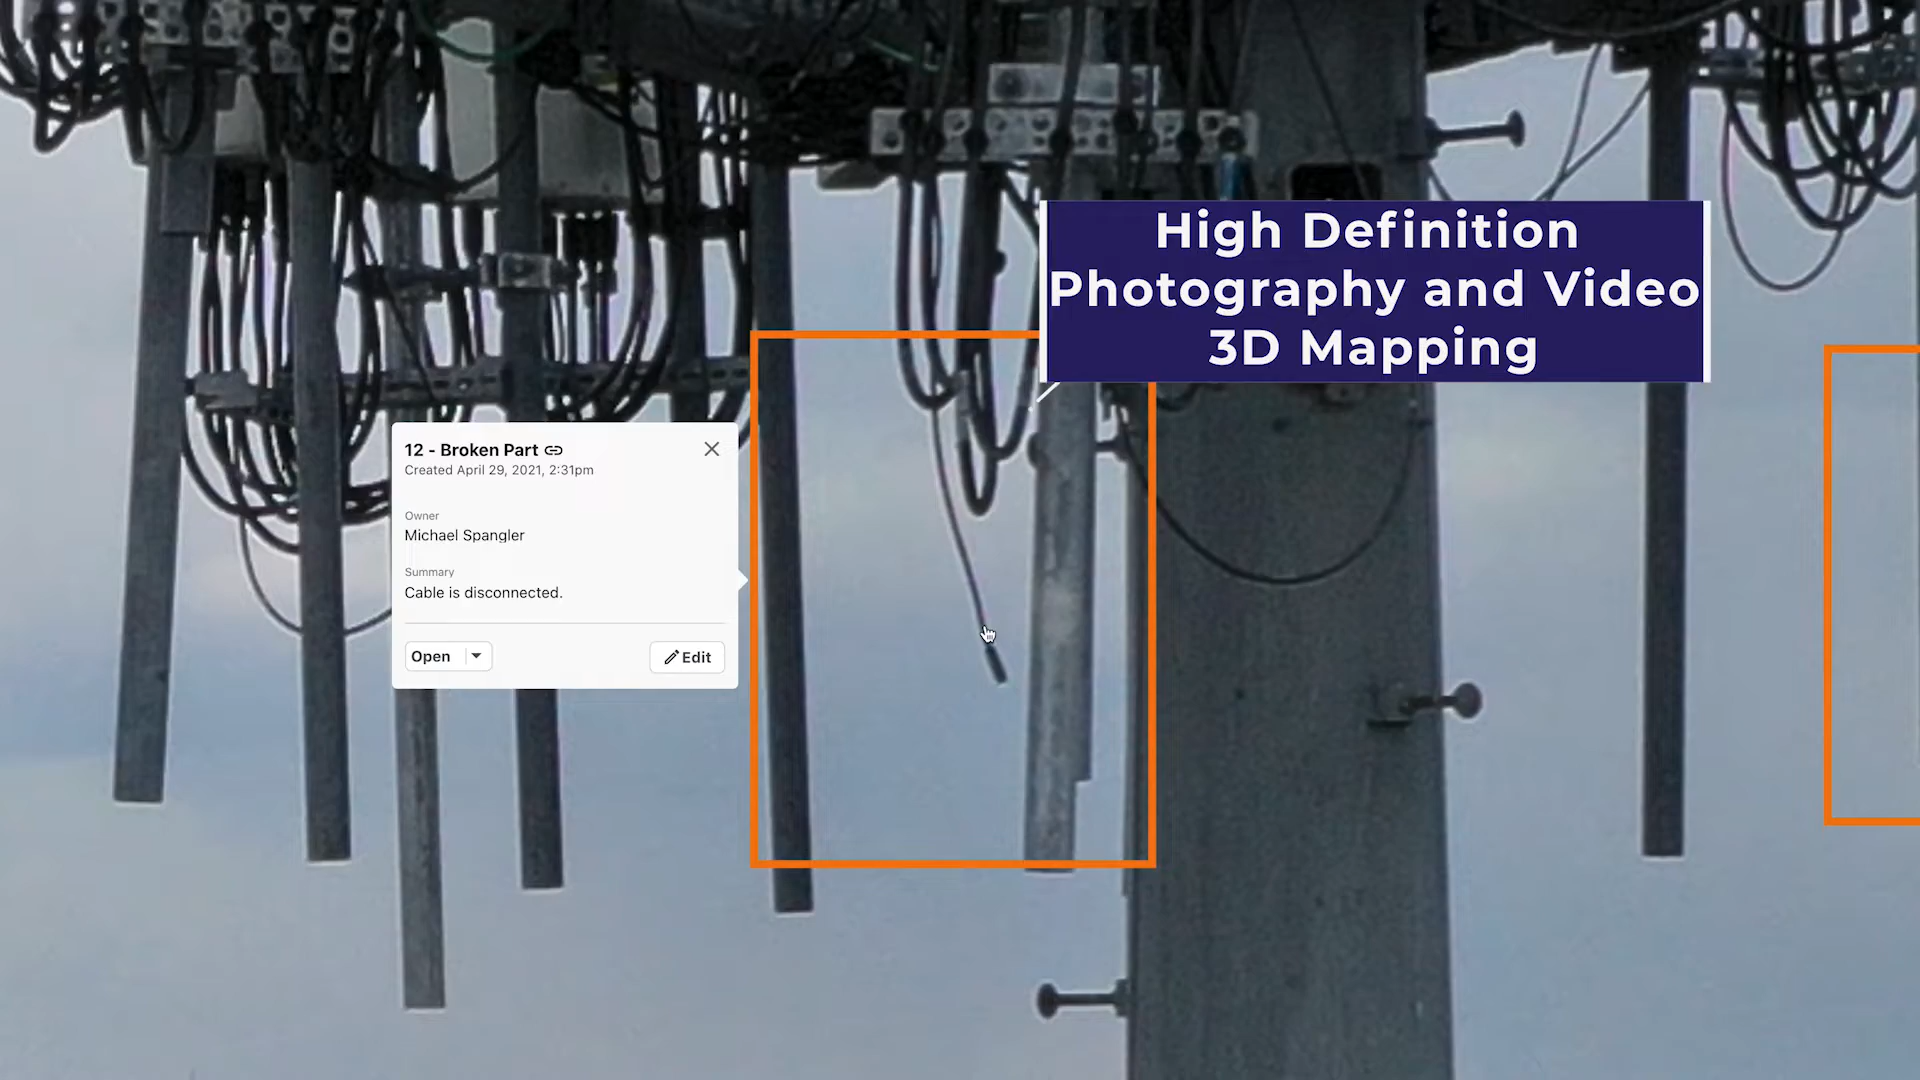 High Definition
Photography and Video
3D Mapping
12 - Broken Part
Created April 29, 2021, 2:31pm
Owner
Michael Spangler
Summary
Cable is disconnected.
Open
Edit